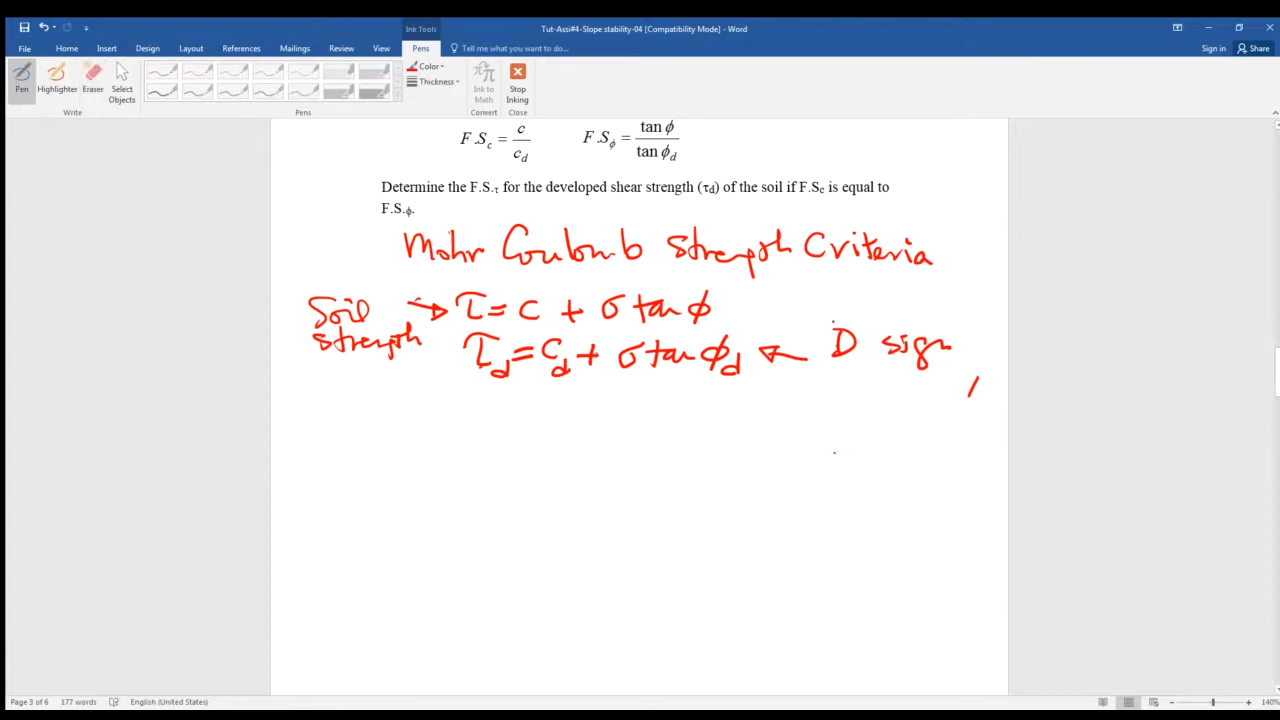 Ink Tools
Tut-Assi#4-Slope stability-04 [Compatibility Mode] - Word
File Home Insert Design Layout References Mailings Review View Pens Tell me what you want to do... Sign in Share
Pen Highlighter Eraser Select Objects
Color
Thickness
Ink to Math
Stop Inking
Write Pens Convert Close
F.S_c = c / c_d    F.S_ϕ = tan ϕ / tan ϕ_d
Determine the F.S.τ for the developed shear strength (τd) of the soil if F.Sc is equal to
F.S.ϕ.
Mohr Coulomb Strength Criteria
Soil strength → τ = c + σ tan ϕ
τ_d = c_d + σ tan ϕ_d ← D sign
Page 3 of 6 177 words English (United States) 140%